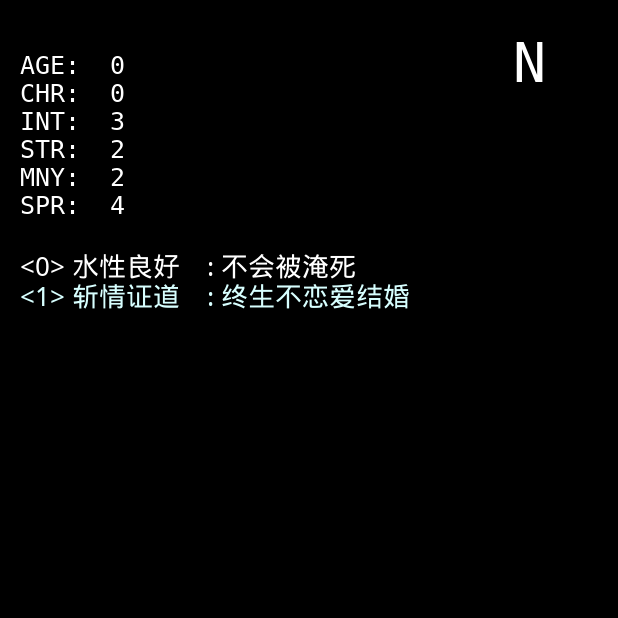 N
AGE: 0
CHR: 0
INT: 3
STR: 2
MNY: 2
SPR: 4
<0> 水性良好 :不会被淹死
<1> 斩情证道 :终生不恋爱结婚